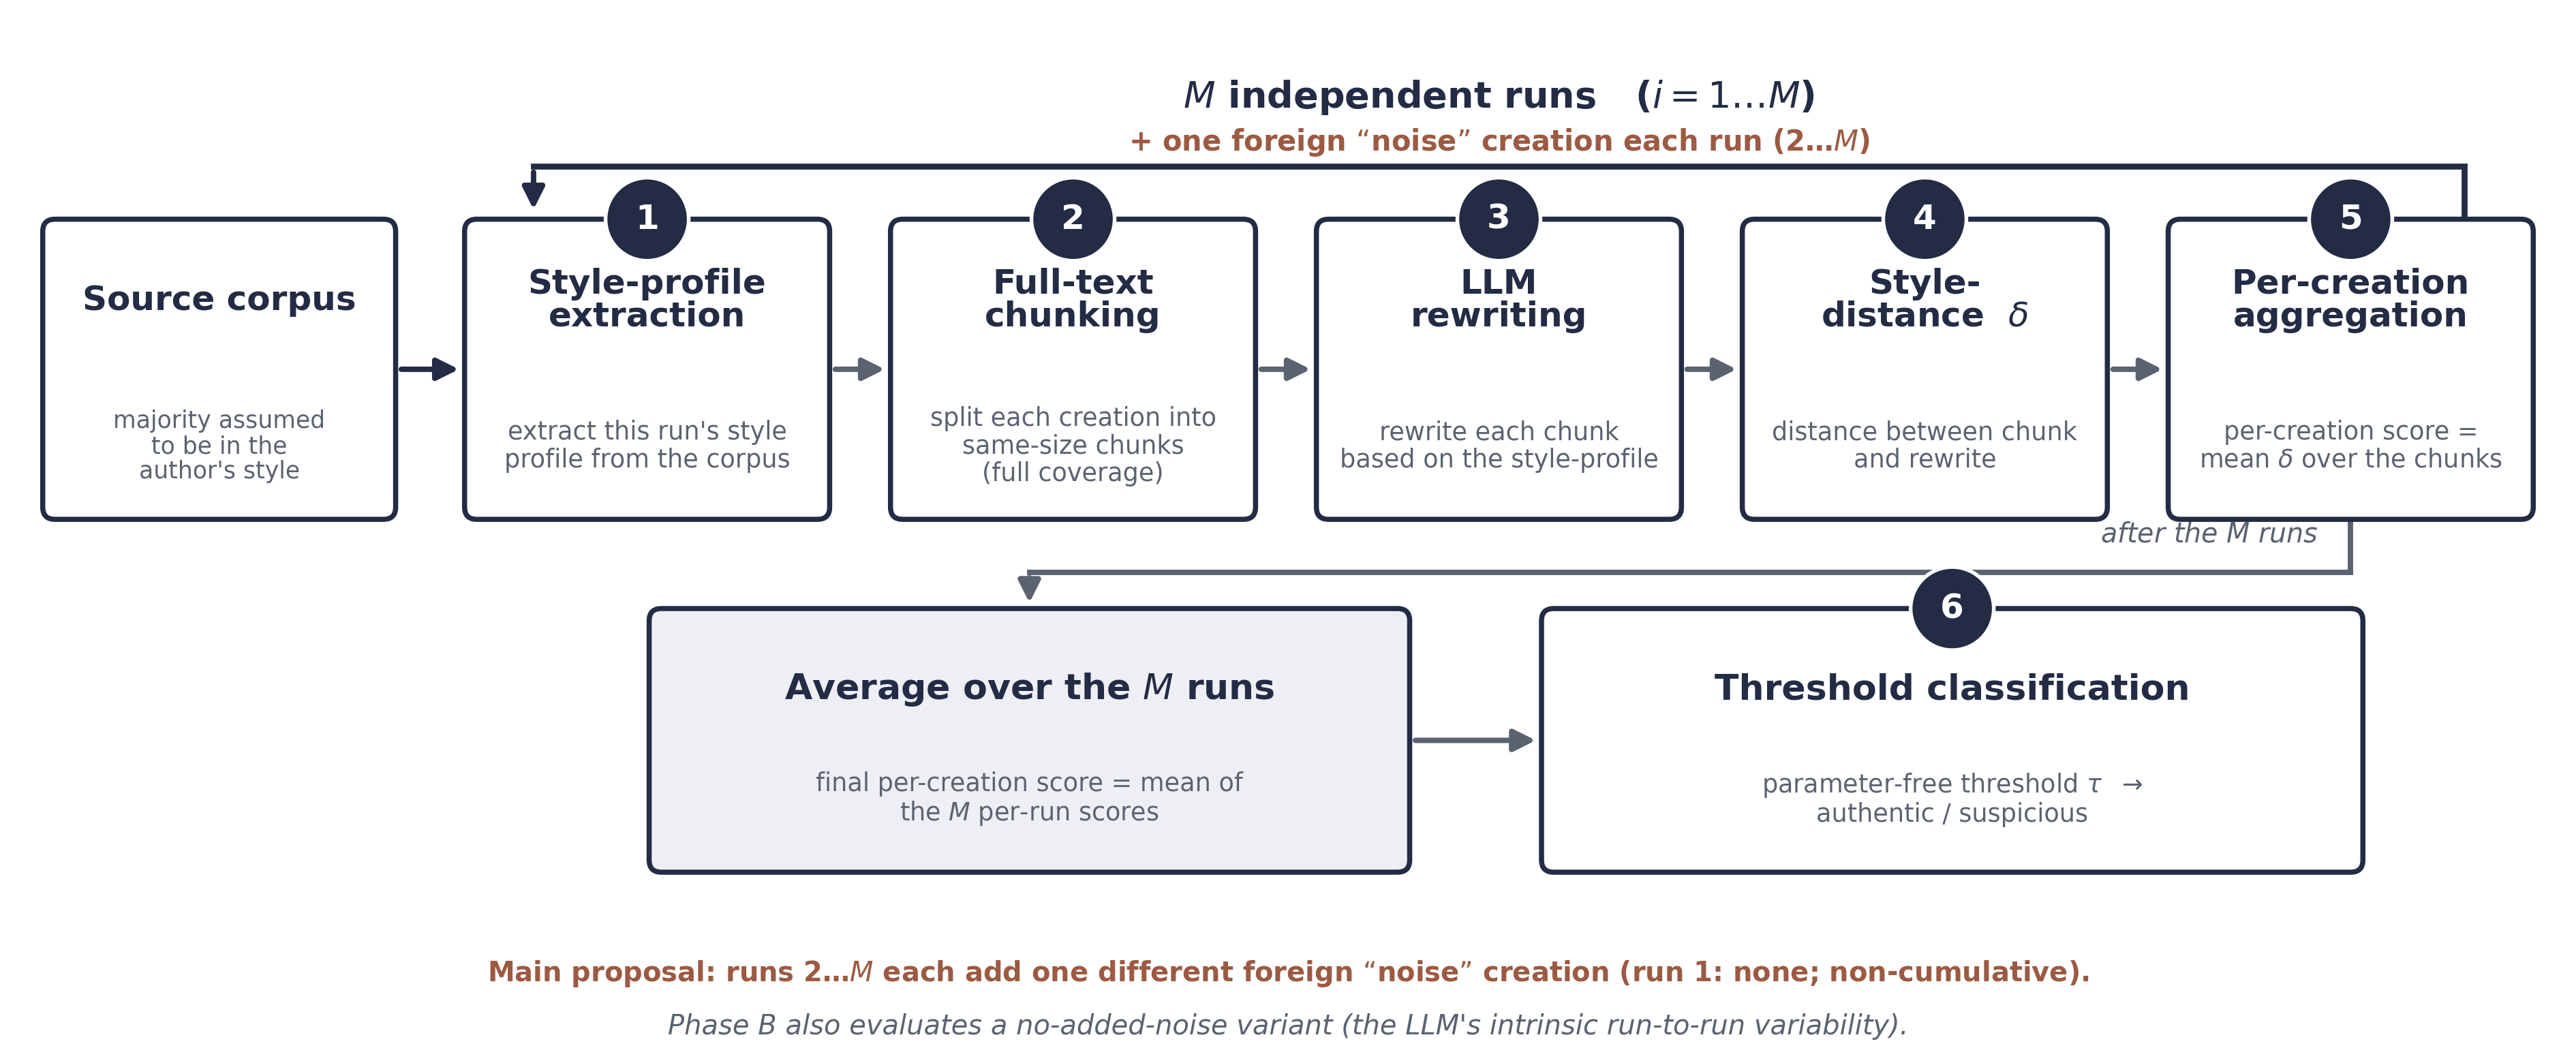 M independent runs (i = 1…M)
+ one foreign “noise” creation each run (2…M)
Source corpus
majority assumed
to be in the
author's style
1
Style-profile
extraction
extract this run's style
profile from the corpus
2
Full-text
chunking
split each creation into
same-size chunks
(full coverage)
3
LLM
rewriting
rewrite each chunk
based on the style-profile
4
Style-
distance δ
distance between chunk
and rewrite
5
Per-creation
aggregation
per-creation score =
mean δ over the chunks
after the M runs
Average over the M runs
final per-creation score = mean of
the M per-run scores
6
Threshold classification
parameter-free threshold τ →
authentic / suspicious
Main proposal: runs 2…M each add one different foreign “noise” creation (run 1: none; non-cumulative).
Phase B also evaluates a no-added-noise variant (the LLM's intrinsic run-to-run variability).